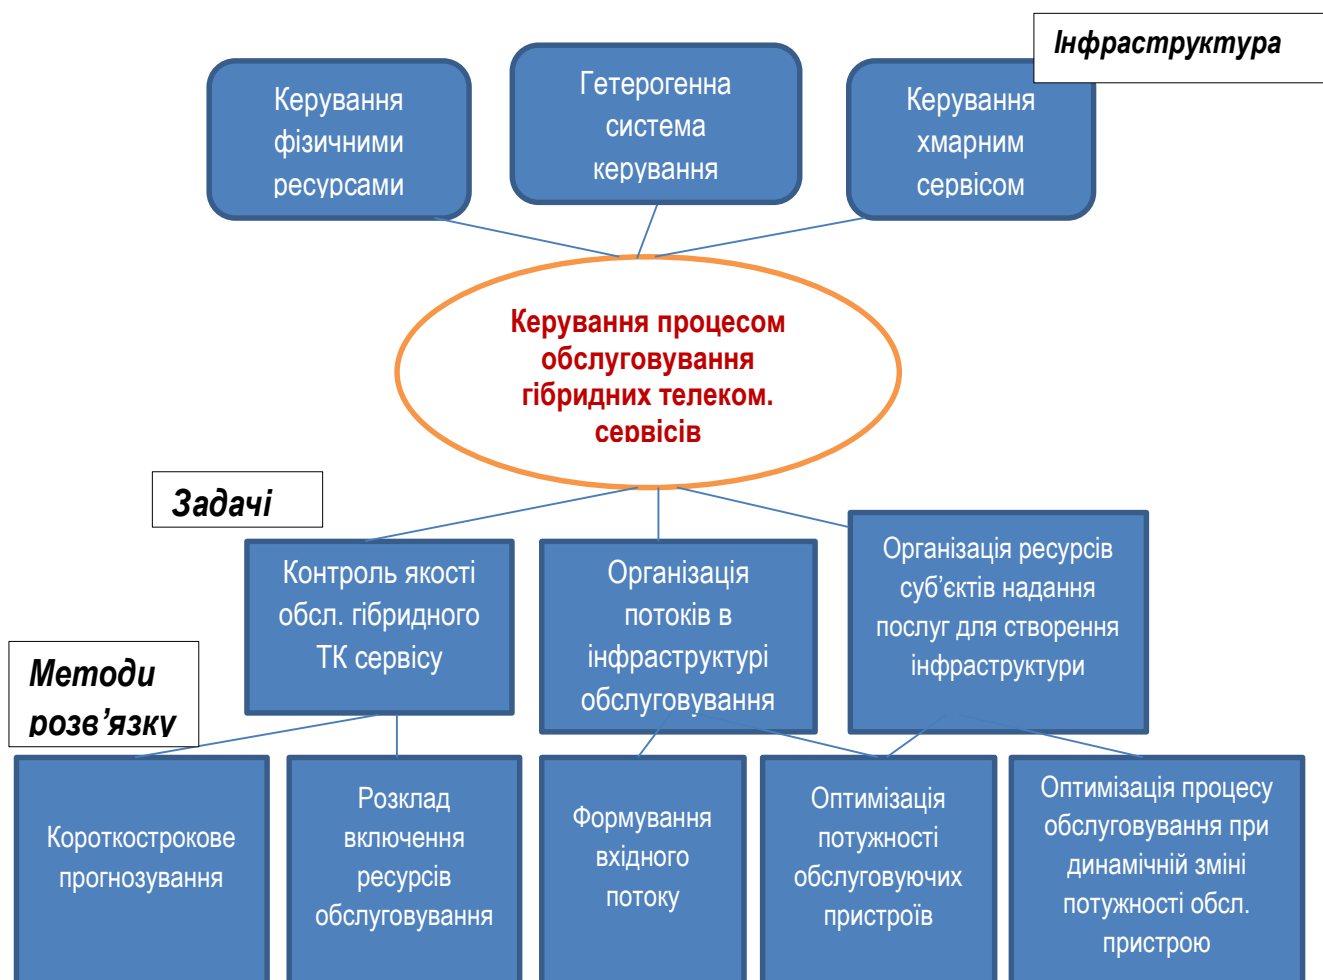 Інфраструктура
Керування
фізичними
ресурсами
Гетерогенна
система
керування
Керування
хмарним
сервісом
Керування процесом
обслуговування
гібридних телеком.
сервісів
Задачі
Контроль якості
обсл. гібридного
ТК сервісу
Організація
потоків в
інфраструктурі
обслуговування
Організація ресурсів
суб’єктів надання
послуг для створення
інфраструктури
Методи
розв’язку
Короткострокове
прогнозування
Розклад
включення
ресурсів
обслуговування
Формування
вхідного
потоку
Оптимізація
потужності
обслуговуючих
пристроїв
Оптимізація процесу
обслуговування при
динамічній зміні
потужності обсл.
пристрою